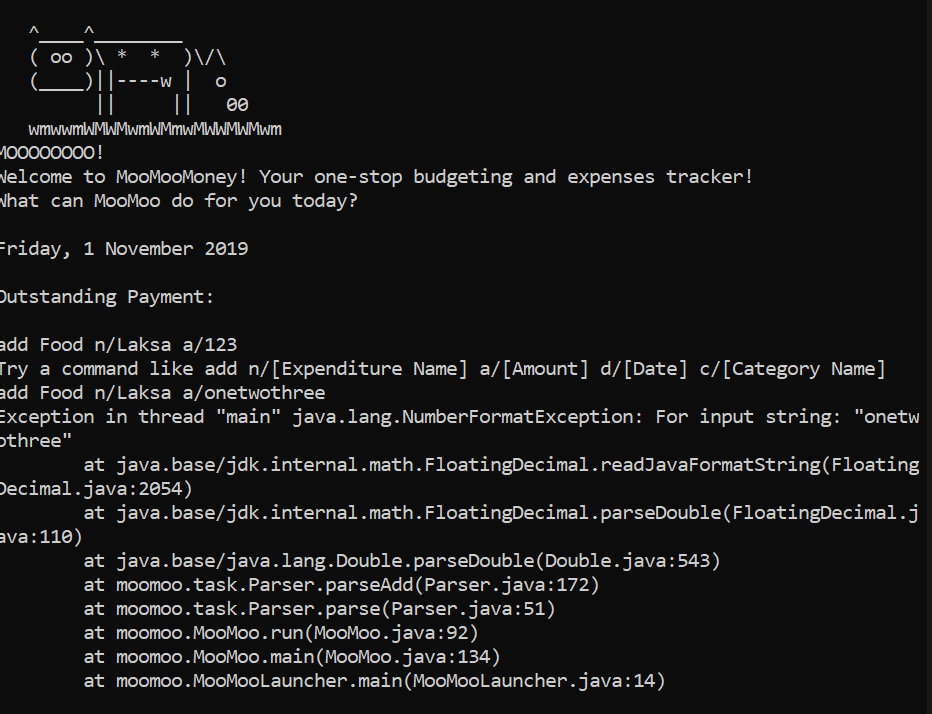 ^____^________
   ( oo )\ *  *  )\/\
   (____)||----w |  o
         ||     ||   00
   wmwwmWMWMwmWMmwMWWMWMwm
MOOOOOOOO!
Welcome to MooMooMoney! Your one-stop budgeting and expenses tracker!
What can MooMoo do for you today?
Friday, 1 November 2019
Outstanding Payment:
add Food n/Laksa a/123
Try a command like add n/[Expenditure Name] a/[Amount] d/[Date] c/[Category Name]
add Food n/Laksa a/onetwothree
Exception in thread "main" java.lang.NumberFormatException: For input string: "onetw
othree"
        at java.base/jdk.internal.math.FloatingDecimal.readJavaFormatString(Floating
Decimal.java:2054)
        at java.base/jdk.internal.math.FloatingDecimal.parseDouble(FloatingDecimal.j
ava:110)
        at java.base/java.lang.Double.parseDouble(Double.java:543)
        at moomoo.task.Parser.parseAdd(Parser.java:172)
        at moomoo.task.Parser.parse(Parser.java:51)
        at moomoo.MooMoo.run(MooMoo.java:92)
        at moomoo.MooMoo.main(MooMoo.java:134)
        at moomoo.MooMooLauncher.main(MooMooLauncher.java:14)